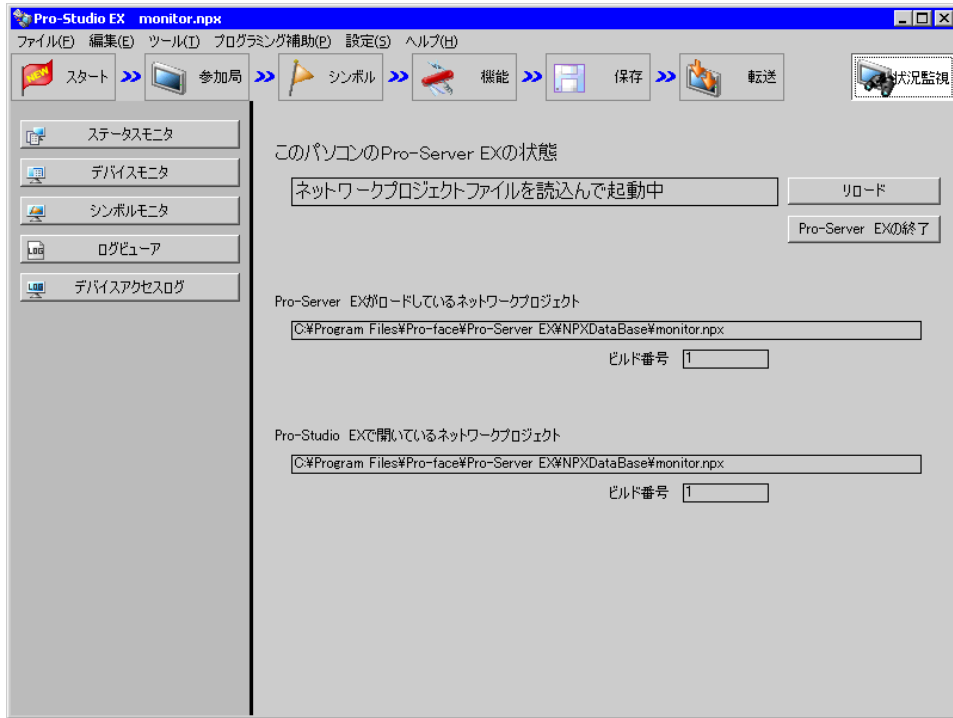 Pro-Studio EX monitor.npx
ファイル(F) 編集(E) ツール(T) プログラミング補助(P) 設定(S) ヘルプ(H)
NEW スタート 参加局 シンボル 機能 保存 転送 状況監視
ステータスモニタ
デバイスモニタ
シンボルモニタ
LOG ログビューア
LOG デバイスアクセスログ
このパソコンのPro-Server EXの状態
ネットワークプロジェクトファイルを読込んで起動中
リロード
Pro-Server EXの終了
Pro-Server EXがロードしているネットワークプロジェクト
C:¥Program Files¥Pro-face¥Pro-Server EX¥NPXDataBase¥monitor.npx
ビルド番号 1
Pro-Studio EXで開いているネットワークプロジェクト
C:¥Program Files¥Pro-face¥Pro-Server EX¥NPXDataBase¥monitor.npx
ビルド番号 1